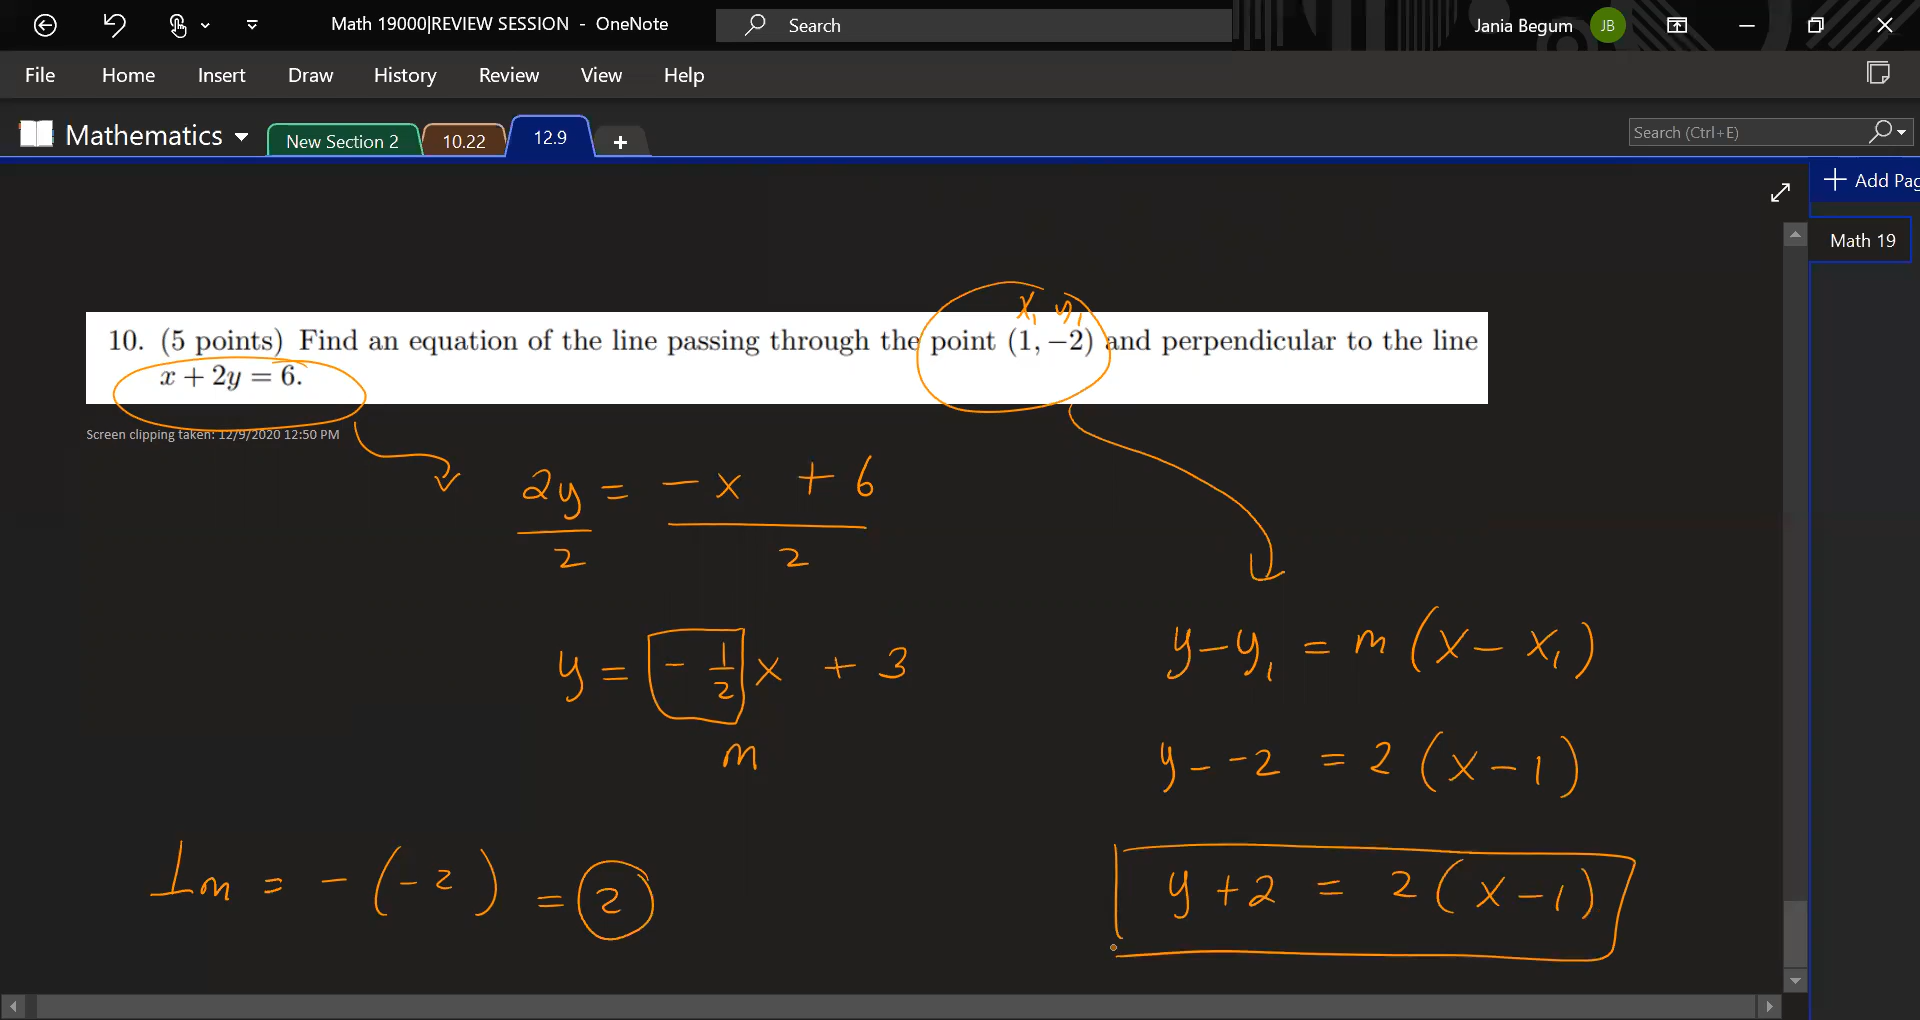 Math 19000|REVIEW SESSION - OneNote
Search
Jania Begum
JB
File Home Insert Draw History Review View Help
Mathematics
New Section 2
10.22
12.9
+
Search (Ctrl+E)
+ Add Pag
Math 19
x₁ y₁
10. (5 points) Find an equation of the line passing through the point (1, −2) and perpendicular to the line
x + 2y = 6.
Screen clipping taken: 12/9/2020 12:50 PM
2y = - x + 6
2 2
y = - 1/2 x + 3
m
⊥m = - (-2) = 2
y - y₁ = m (x - x₁)
y - -2 = 2 (x - 1)
y + 2 = 2 (x - 1)